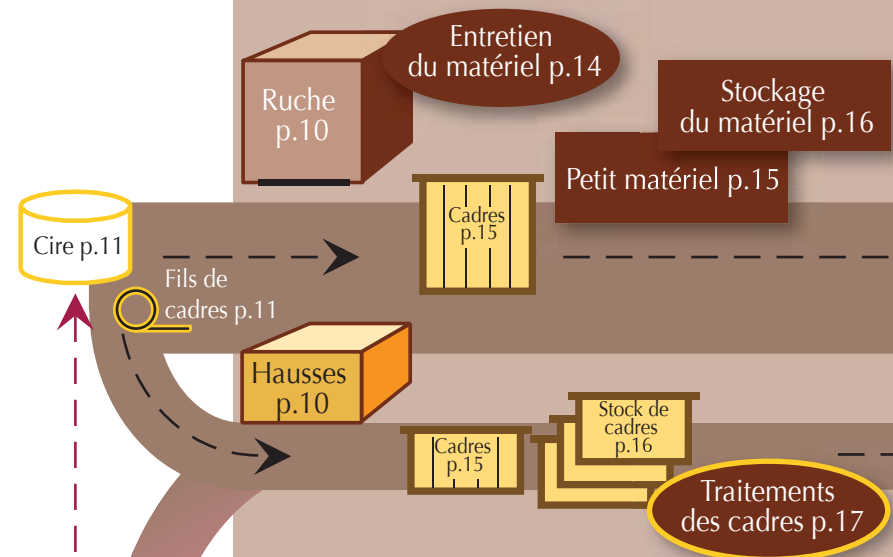 Entretien
du matériel p.14
Ruche
p.10
Stockage
du matériel p.16
Petit matériel p.15
Cadres
p.15
Cire p.11
Fils de
cadres p.11
Hausses
p.10
Cadres
p.15
Stock de
cadres
p.16
Traitements
des cadres p.17